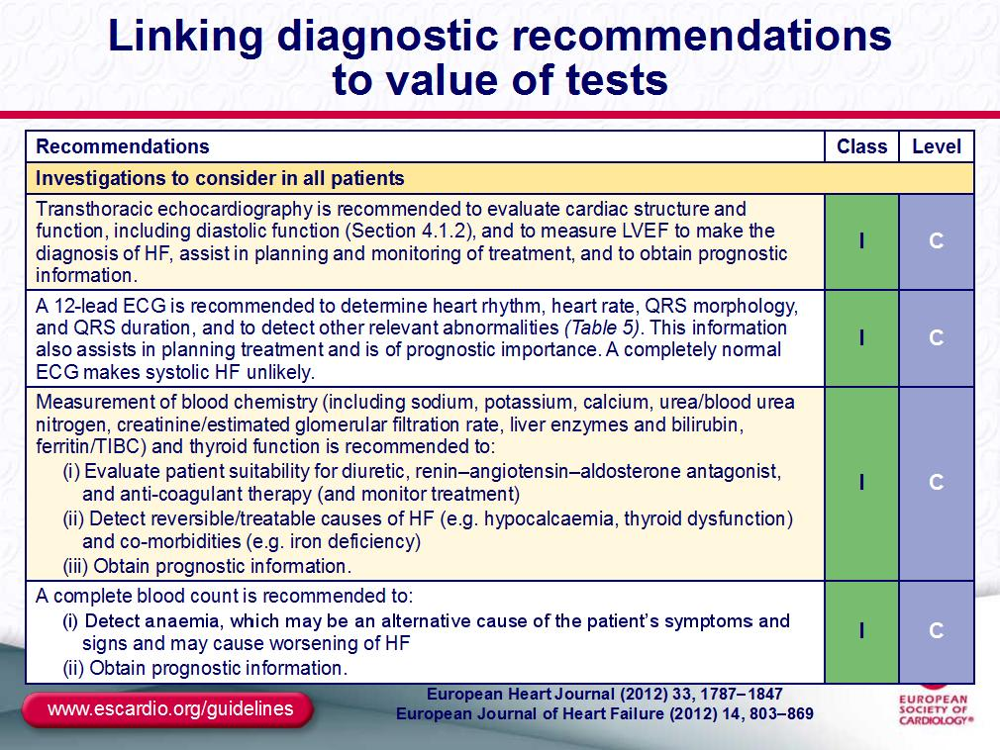 Linking diagnostic recommendations
to value of tests
Recommendations Class Level
Investigations to consider in all patients
Transthoracic echocardiography is recommended to evaluate cardiac structure and
function, including diastolic function (Section 4.1.2), and to measure LVEF to make the
diagnosis of HF, assist in planning and monitoring of treatment, and to obtain prognostic
information.
I C
A 12-lead ECG is recommended to determine heart rhythm, heart rate, QRS morphology,
and QRS duration, and to detect other relevant abnormalities (Table 5). This information
also assists in planning treatment and is of prognostic importance. A completely normal
ECG makes systolic HF unlikely.
I C
Measurement of blood chemistry (including sodium, potassium, calcium, urea/blood urea
nitrogen, creatinine/estimated glomerular filtration rate, liver enzymes and bilirubin,
ferritin/TIBC) and thyroid function is recommended to:
(i) Evaluate patient suitability for diuretic, renin–angiotensin–aldosterone antagonist,
and anti-coagulant therapy (and monitor treatment)
(ii) Detect reversible/treatable causes of HF (e.g. hypocalcaemia, thyroid dysfunction)
and co-morbidities (e.g. iron deficiency)
(iii) Obtain prognostic information.
I C
A complete blood count is recommended to:
(i) Detect anaemia, which may be an alternative cause of the patient's symptoms and
signs and may cause worsening of HF
(ii) Obtain prognostic information.
I C
www.escardio.org/guidelines
European Heart Journal (2012) 33, 1787–1847
European Journal of Heart Failure (2012) 14, 803–869
EUROPEAN
SOCIETY OF
CARDIOLOGY®